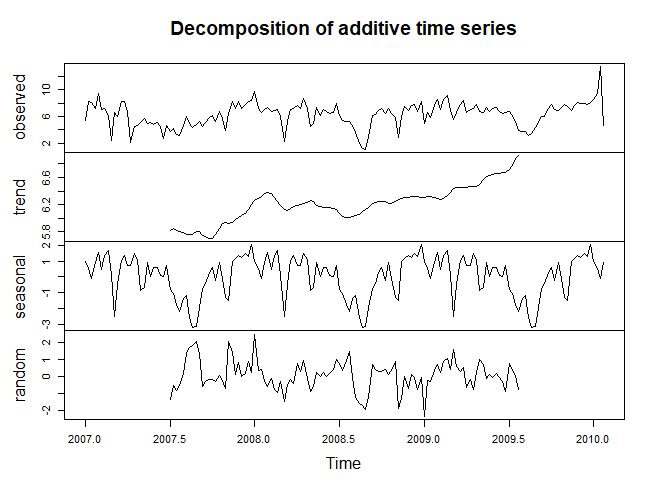 Decomposition of additive time series
observed
2 6 10
trend
5.8 6.2 6.6
seasonal
-3 -1 1 2
random
-2 0 1 2
2007.0 2007.5 2008.0 2008.5 2009.0 2009.5 2010.0
Time